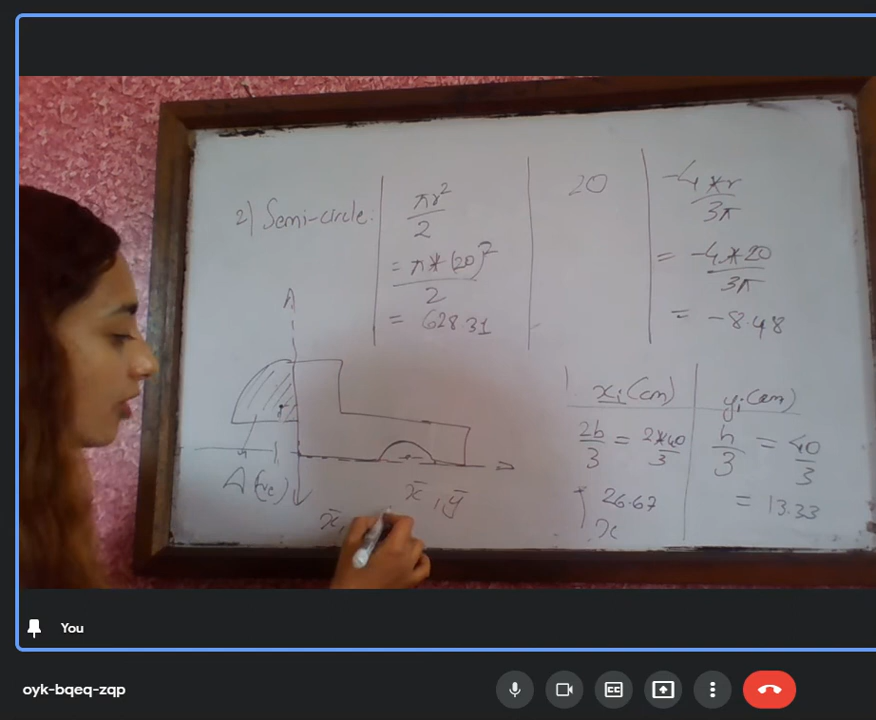 2) Semi-circle.
πr²
2
= π * (20)²
2
= 628.31
20
-4 * r
3π
= -4 * 20
3π
= -8.48
A
A (+ve)
x̄ , ȳ
x̄,
xᵢ (cm)
yᵢ (cm)
2b/3 = 2*40/3
h/3 = 40/3
26.67
= 13.33
x
You
oyk-bqeq-zqp
CC